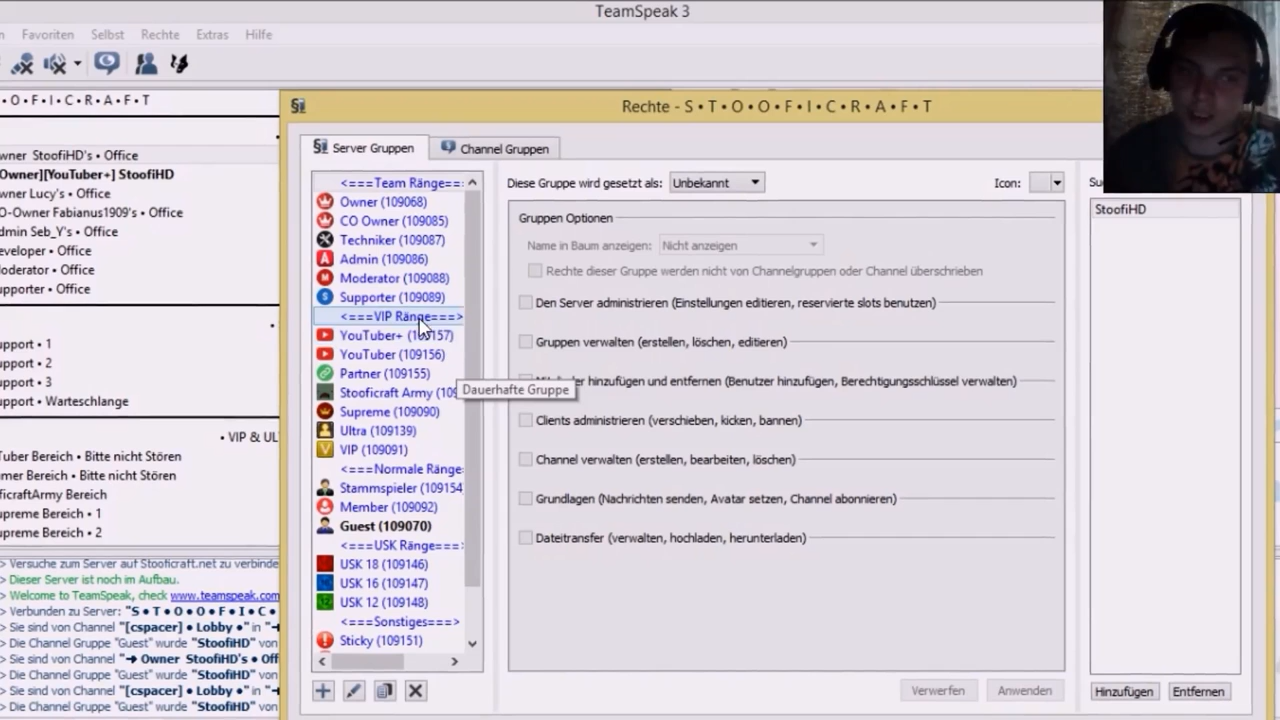 TeamSpeak 3
Favoriten Selbst Rechte Extras Hilfe
• O • F • I • C • R • A • F • T
wner StoofiHD's • Office
Owner][YouTuber+] StoofiHD
wner Lucy's • Office
O-Owner Fabianus1909's • Office
dmin Seb_Y's • Office
eveloper • Office
oderator • Office
upporter • Office
upport • 1
upport • 2
upport • 3
upport • Warteschlange
• VIP & UL
Tuber Bereich • Bitte nicht Stören
umer Bereich • Bitte nicht Stören
oficraftArmy Bereich
upreme Bereich • 1
upreme Bereich • 2
> Versuche zum Server auf Stooficraft.net zu verbinde
> Dieser Server ist noch im Aufbau.
> Welcome to TeamSpeak, check www.teamspeak.com
> Verbunden zu Server: "S • T • O • O • F • I • C •
> Sie sind von Channel "[cspacer] • Lobby •" in "➔
> Die Channel Gruppe "Guest" wurde "StoofiHD" von
> Sie sind von Channel "➔ Owner StoofiHD's • Off
> Die Channel Gruppe "Guest" wurde "StoofiHD" von
> Sie sind von Channel "[cspacer] • Lobby •" in "➔
> Die Channel Gruppe "Guest" wurde "StoofiHD" von
Rechte - S • T • O • O • F • I • C • R • A • F • T
Server Gruppen
Channel Gruppen
<===Team Ränge==:
Owner (109068)
CO Owner (109085)
Techniker (109087)
Admin (109086)
Moderator (109088)
Supporter (109089)
<===VIP Ränge===>
YouTuber+ (109157)
YouTuber (109156)
Partner (109155)
Stooficraft Army (109
Supreme (109090)
Ultra (109139)
VIP (109091)
<===Normale Ränge:
Stammspieler (109154
Member (109092)
Guest (109070)
<===USK Ränge==:
USK 18 (109146)
USK 16 (109147)
USK 12 (109148)
<===Sonstiges===>
Sticky (109151)
Dauerhafte Gruppe
Diese Gruppe wird gesetzt als: Unbekannt
Icon:
Gruppen Optionen
Name in Baum anzeigen: Nicht anzeigen
Rechte dieser Gruppe werden nicht von Channelgruppen oder Channel überschrieben
Den Server administrieren (Einstellungen editieren, reservierte slots benutzen)
Gruppen verwalten (erstellen, löschen, editieren)
hinzufügen und entfernen (Benutzer hinzufügen, Berechtigungsschlüssel verwalten)
Clients administrieren (verschieben, kicken, bannen)
Channel verwalten (erstellen, bearbeiten, löschen)
Grundlagen (Nachrichten senden, Avatar setzen, Channel abonnieren)
Dateitransfer (verwalten, hochladen, herunterladen)
Verwerfen
Anwenden
StoofiHD
Hinzufügen
Entfernen